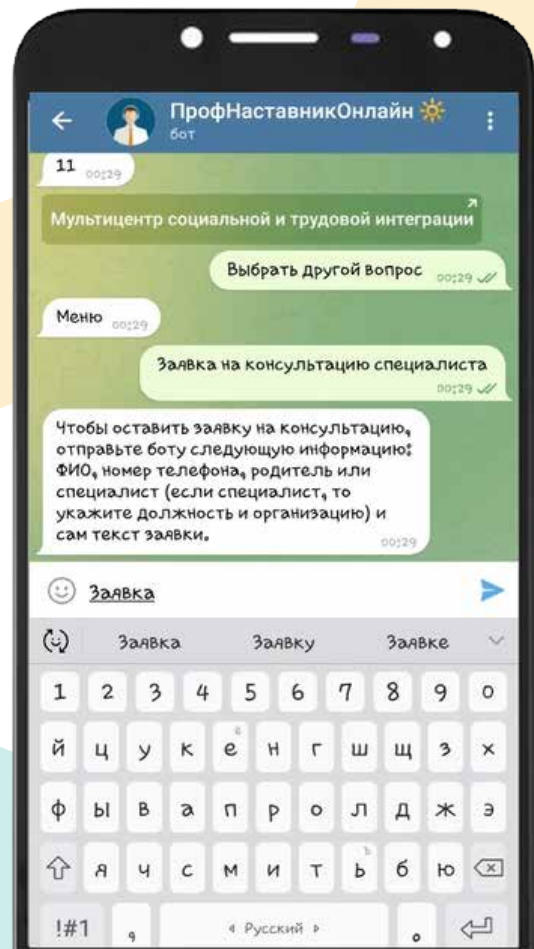 ПрофНаставникОнлайн
бот
11 00:29
Мультицентр социальной и трудовой интеграции
Выбрать другой вопрос 00:29
Меню 00:29
Заявка на консультацию специалиста
00:29
Чтобы оставить заявку на консультацию,
отправьте боту следующую информацию:
ФИО, номер телефона, родитель или
специалист (если специалист, то
укажите должность и организацию) и
сам текст заявки.
00:29
Заявка
Заявка Заявку Заявке
1 2 3 4 5 6 7 8 9 0
й ц у к е ё н г ш щ з х
ф ы в а п р о л д ж э
я ч с м и т ь ъ б ю
!#1 , Русский .